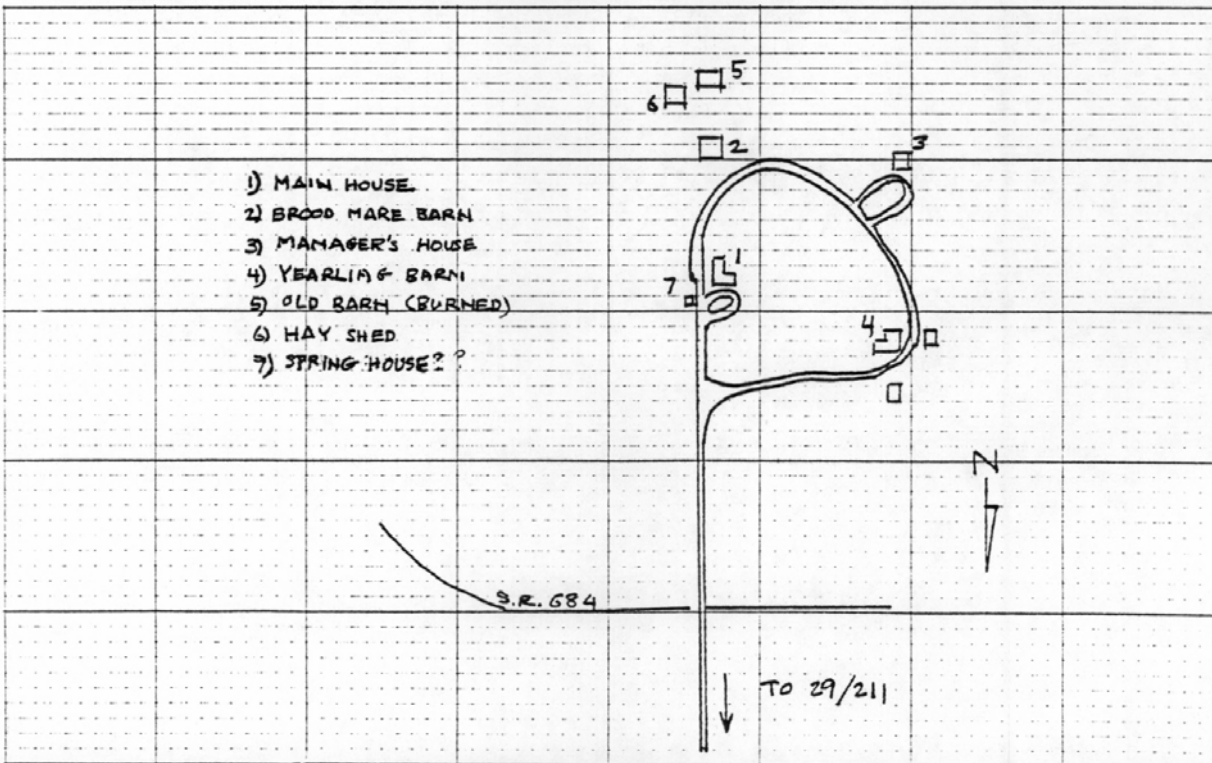 5
6
2
3
1) MAIN HOUSE
2) BROOD MARE BARN
3) MANAGER'S HOUSE
4) YEARLING BARN
5) OLD BARN (BURNED)
6) HAY SHED
7) SPRING HOUSE??
1
7
4
N
S.R. 684
TO 29/211